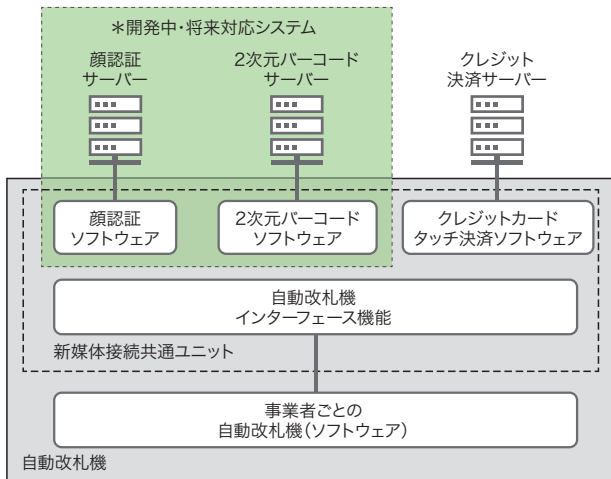 ＊開発中・将来対応システム
顔認証
サーバー
2次元バーコード
サーバー
クレジット
決済サーバー
顔認証
ソフトウェア
2次元バーコード
ソフトウェア
クレジットカード
タッチ決済ソフトウェア
自動改札機
インターフェース機能
新媒体接続共通ユニット
事業者ごとの
自動改札機（ソフトウェア）
自動改札機